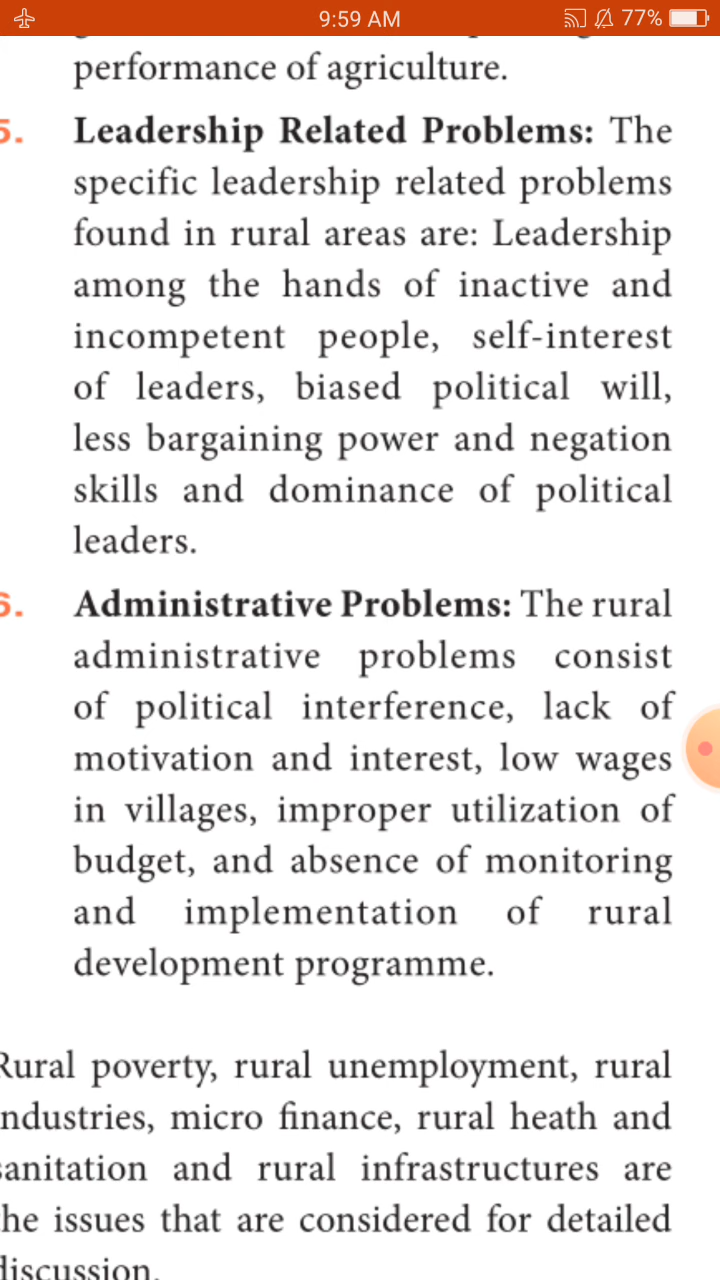 9:59 AM
77%
performance of agriculture.
5. Leadership Related Problems: The
specific leadership related problems
found in rural areas are: Leadership
among the hands of inactive and
incompetent people, self-interest
of leaders, biased political will,
less bargaining power and negation
skills and dominance of political
leaders.
6. Administrative Problems: The rural
administrative problems consist
of political interference, lack of
motivation and interest, low wages
in villages, improper utilization of
budget, and absence of monitoring
and implementation of rural
development programme.
Rural poverty, rural unemployment, rural
industries, micro finance, rural heath and
sanitation and rural infrastructures are
the issues that are considered for detailed
discussion.